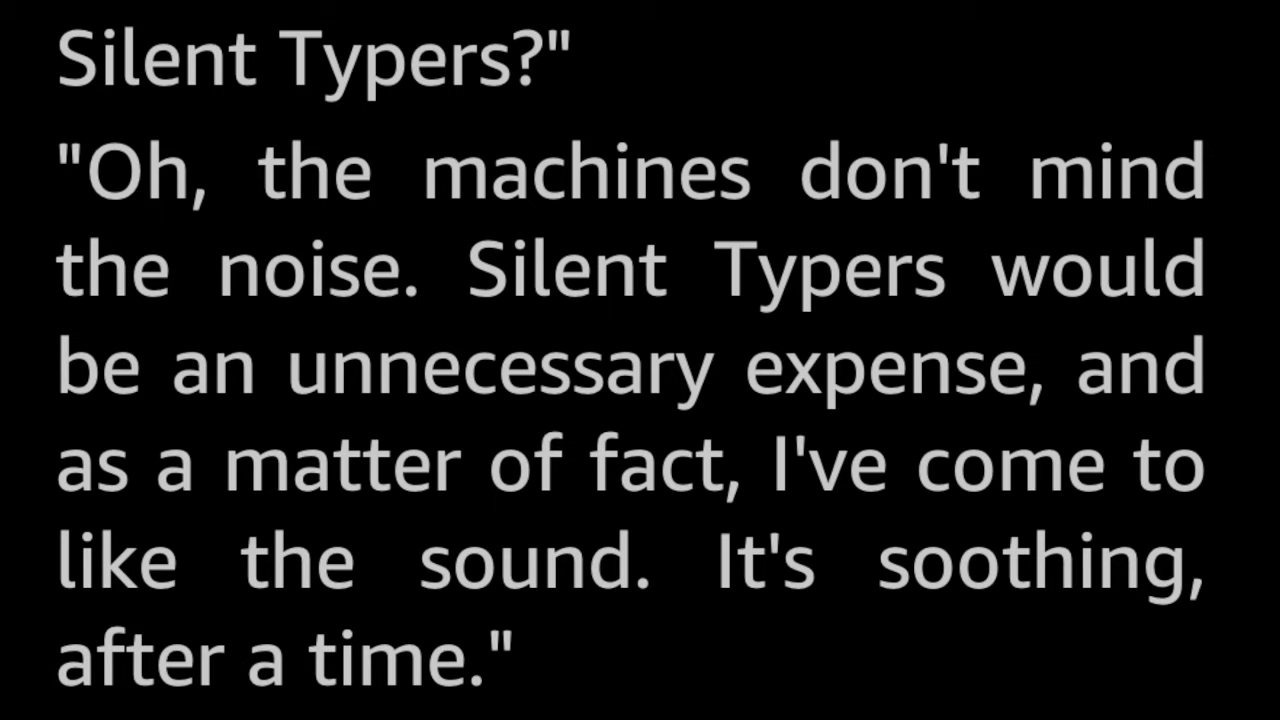 Silent Typers?"
"Oh, the machines don't mind
the noise. Silent Typers would
be an unnecessary expense, and
as a matter of fact, I've come to
like the sound. It's soothing,
after a time."